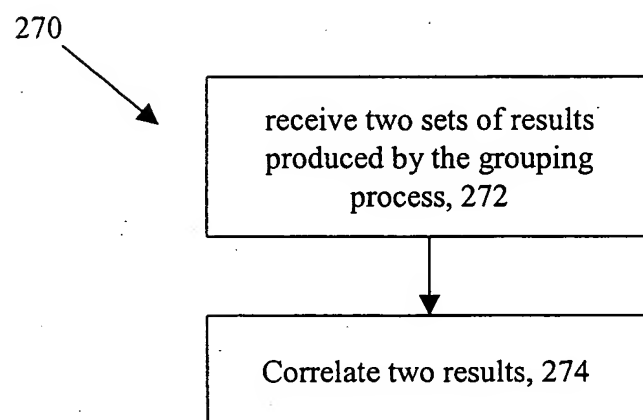 270
receive two sets of results
produced by the grouping
process, 272
Correlate two results, 274